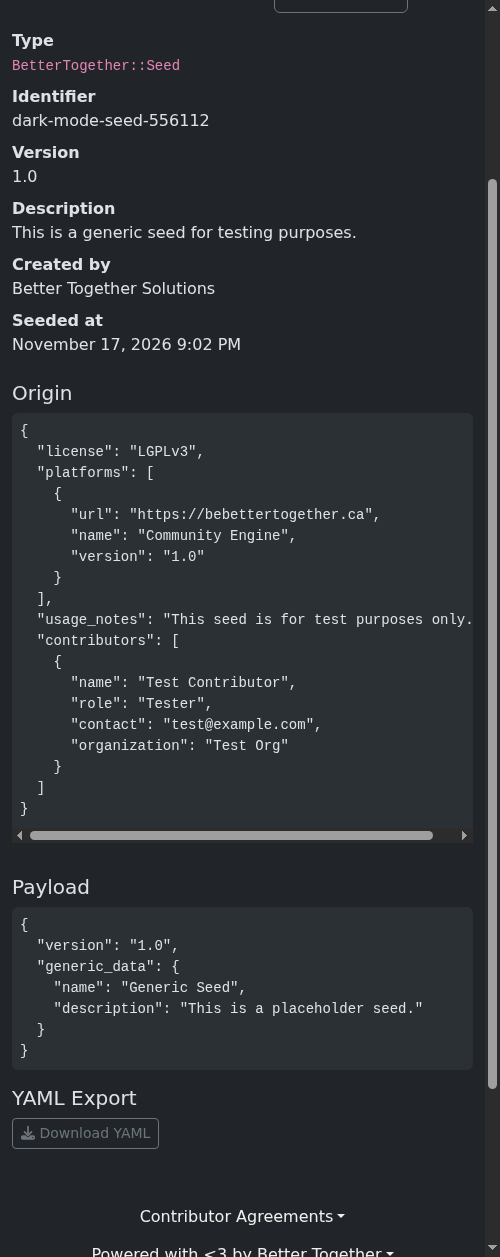 Type
BetterTogether::Seed
Identifier
dark-mode-seed-556112
Version
1.0
Description
This is a generic seed for testing purposes.
Created by
Better Together Solutions
Seeded at
November 17, 2026 9:02 PM
Origin
{
  "license": "LGPLv3",
  "platforms": [
    {
      "url": "https://bebettertogether.ca",
      "name": "Community Engine",
      "version": "1.0"
    }
  ],
  "usage_notes": "This seed is for test purposes only.
  "contributors": [
    {
      "name": "Test Contributor",
      "role": "Tester",
      "contact": "test@example.com",
      "organization": "Test Org"
    }
  ]
}
Payload
{
  "version": "1.0",
  "generic_data": {
    "name": "Generic Seed",
    "description": "This is a placeholder seed."
  }
}
YAML Export
Download YAML
Contributor Agreements
Powered with <3 by Better Together